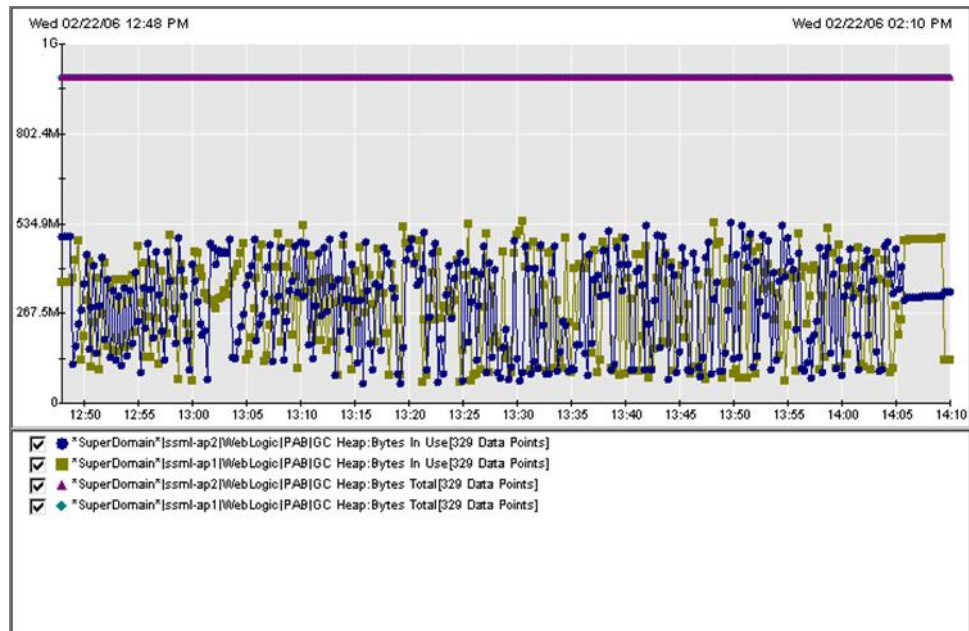 Wed 02/22/06 12:48 PM Wed 02/22/06 02:10 PM
1G
802.4M
534.9M
267.5M
0
12:50 12:55 13:00 13:05 13:10 13:15 13:20 13:25 13:30 13:35 13:40 13:45 13:50 13:55 14:00 14:05 14:10
*SuperDomain*|ssml-ap2|WebLogic|PAB|GC Heap:Bytes In Use[329 Data Points]
*SuperDomain*|ssml-ap1|WebLogic|PAB|GC Heap:Bytes In Use[329 Data Points]
*SuperDomain*|ssml-ap2|WebLogic|PAB|GC Heap:Bytes Total[329 Data Points]
*SuperDomain*|ssml-ap1|WebLogic|PAB|GC Heap:Bytes Total[329 Data Points]